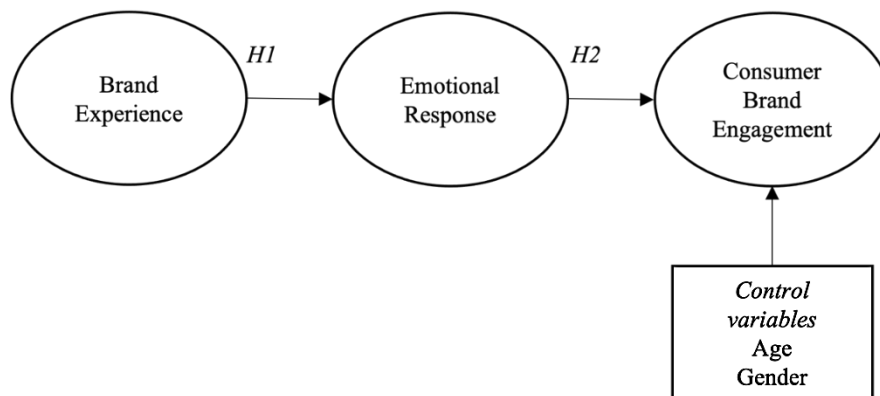 H1
H2
Brand
Experience
Emotional
Response
Consumer
Brand
Engagement
Control
variables
Age
Gender